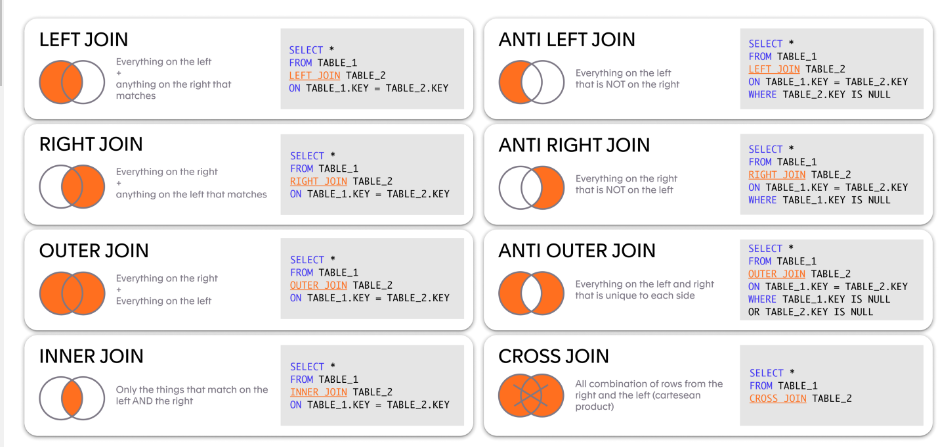 LEFT JOIN
Everything on the left
+
anything on the right that
matches
SELECT *
FROM TABLE_1
LEFT JOIN TABLE_2
ON TABLE_1.KEY = TABLE_2.KEY
ANTI LEFT JOIN
Everything on the left
that is NOT on the right
SELECT *
FROM TABLE_1
LEFT JOIN TABLE_2
ON TABLE_1.KEY = TABLE_2.KEY
WHERE TABLE_2.KEY IS NULL
RIGHT JOIN
Everything on the right
+
anything on the left that matches
SELECT *
FROM TABLE_1
RIGHT JOIN TABLE_2
ON TABLE_1.KEY = TABLE_2.KEY
ANTI RIGHT JOIN
Everything on the right
that is NOT on the left
SELECT *
FROM TABLE_1
RIGHT JOIN TABLE_2
ON TABLE_1.KEY = TABLE_2.KEY
WHERE TABLE_1.KEY IS NULL
OUTER JOIN
Everything on the right
+
Everything on the left
SELECT *
FROM TABLE_1
OUTER JOIN TABLE_2
ON TABLE_1.KEY = TABLE_2.KEY
ANTI OUTER JOIN
Everything on the left and right
that is unique to each side
SELECT *
FROM TABLE_1
OUTER JOIN TABLE_2
ON TABLE_1.KEY = TABLE_2.KEY
WHERE TABLE_1.KEY IS NULL
OR TABLE_2.KEY IS NULL
INNER JOIN
Only the things that match on the
left AND the right
SELECT *
FROM TABLE_1
INNER JOIN TABLE_2
ON TABLE_1.KEY = TABLE_2.KEY
CROSS JOIN
All combination of rows from the
right and the left (cartesean
product)
SELECT *
FROM TABLE_1
CROSS JOIN TABLE_2